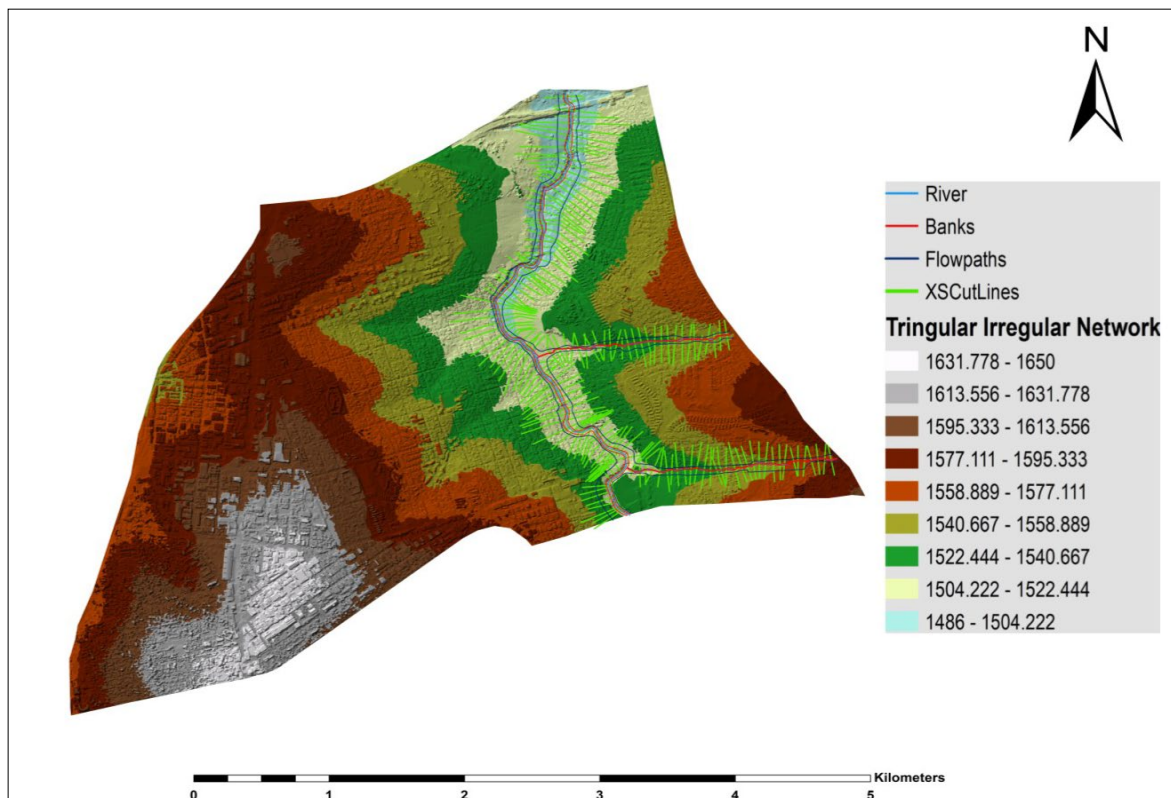 N
River
Banks
Flowpaths
XSCutLines
Tringular Irregular Network
1631.778 - 1650
1613.556 - 1631.778
1595.333 - 1613.556
1577.111 - 1595.333
1558.889 - 1577.111
1540.667 - 1558.889
1522.444 - 1540.667
1504.222 - 1522.444
1486 - 1504.222
Kilometers
0 1 2 3 4 5